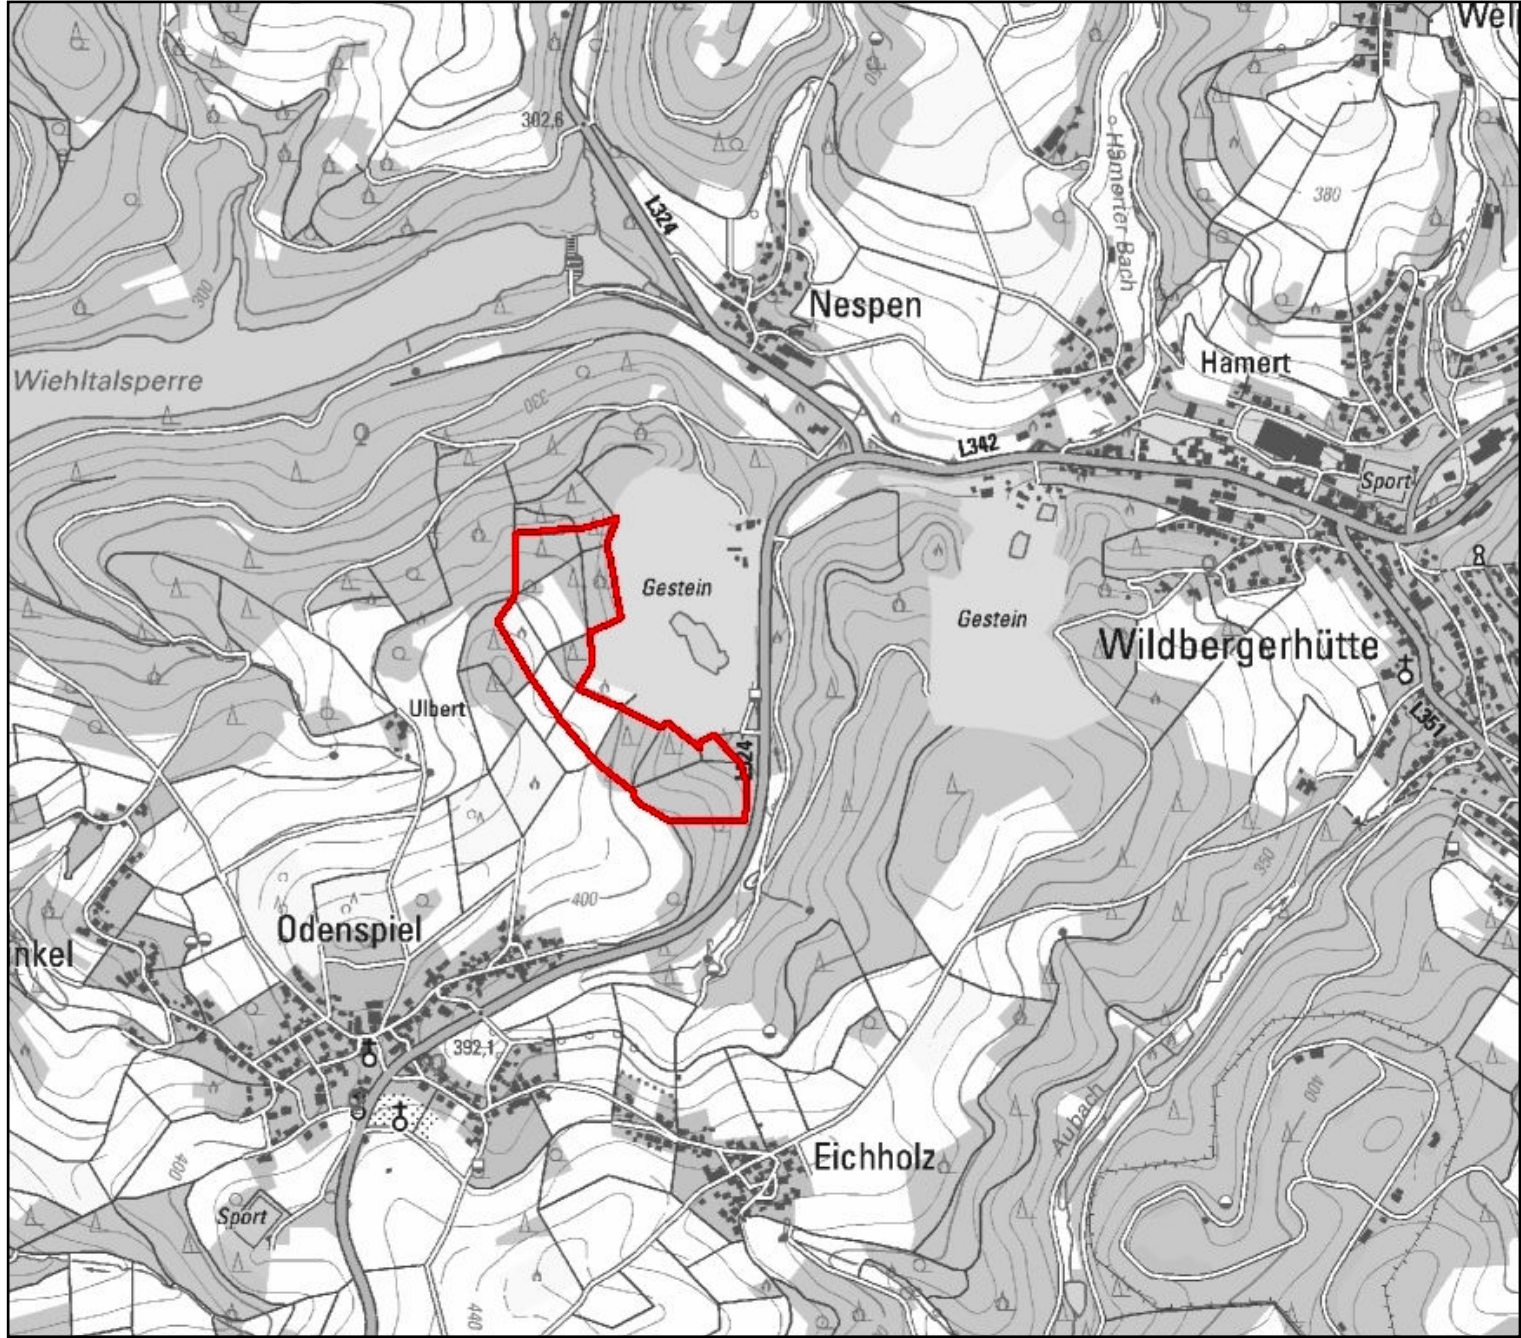 Wel
302,6
L324
380
Hamerter Bach
300
Nespen
Wiehltalsperre
Hamert
330
L342
Sport
Gestein
Gestein
Wildbergerhütte
Ulbert
L351
L324
350
400
Odenspiel
nkel
392,1
400
Aubach
Eichholz
400
Sport
440